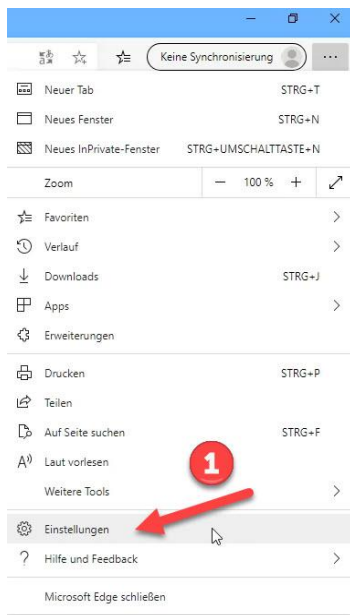 Keine Synchronisierung
Neuer Tab STRG+T
Neues Fenster STRG+N
Neues InPrivate-Fenster STRG+UMSCHALTTASTE+N
Zoom — 100 % +
Favoriten
Verlauf
Downloads STRG+J
Apps
Erweiterungen
Drucken STRG+P
Teilen
Auf Seite suchen STRG+F
Laut vorlesen
1
Weitere Tools
Einstellungen
Hilfe und Feedback
Microsoft Edge schließen